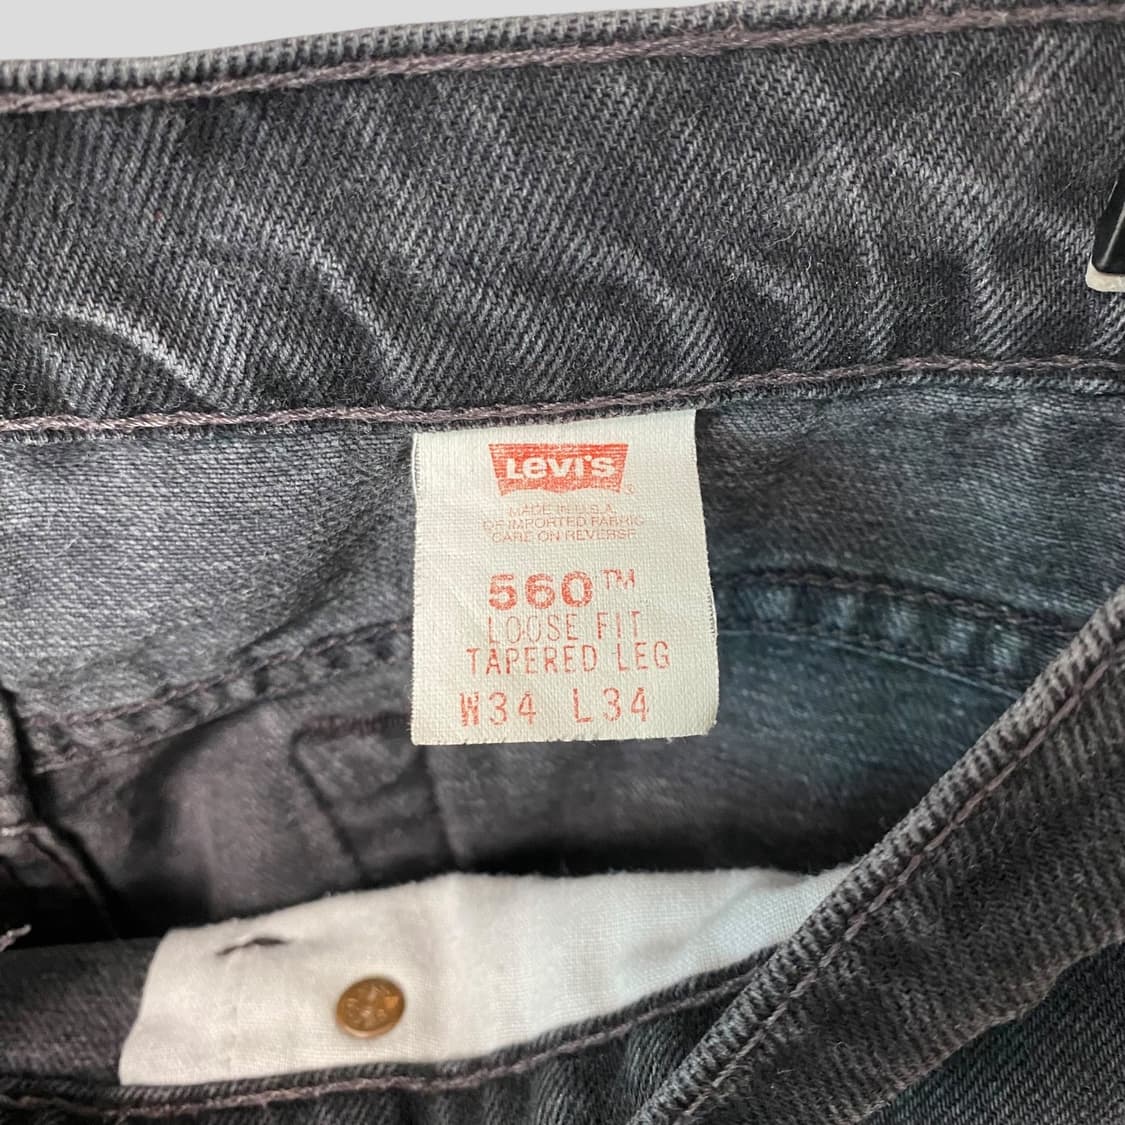 LEVI'S
MADE IN U.S.A.
OF IMPORTED FABRIC
CARE ON REVERSE
560™
LOOSE FIT
TAPERED LEG
W34 L34